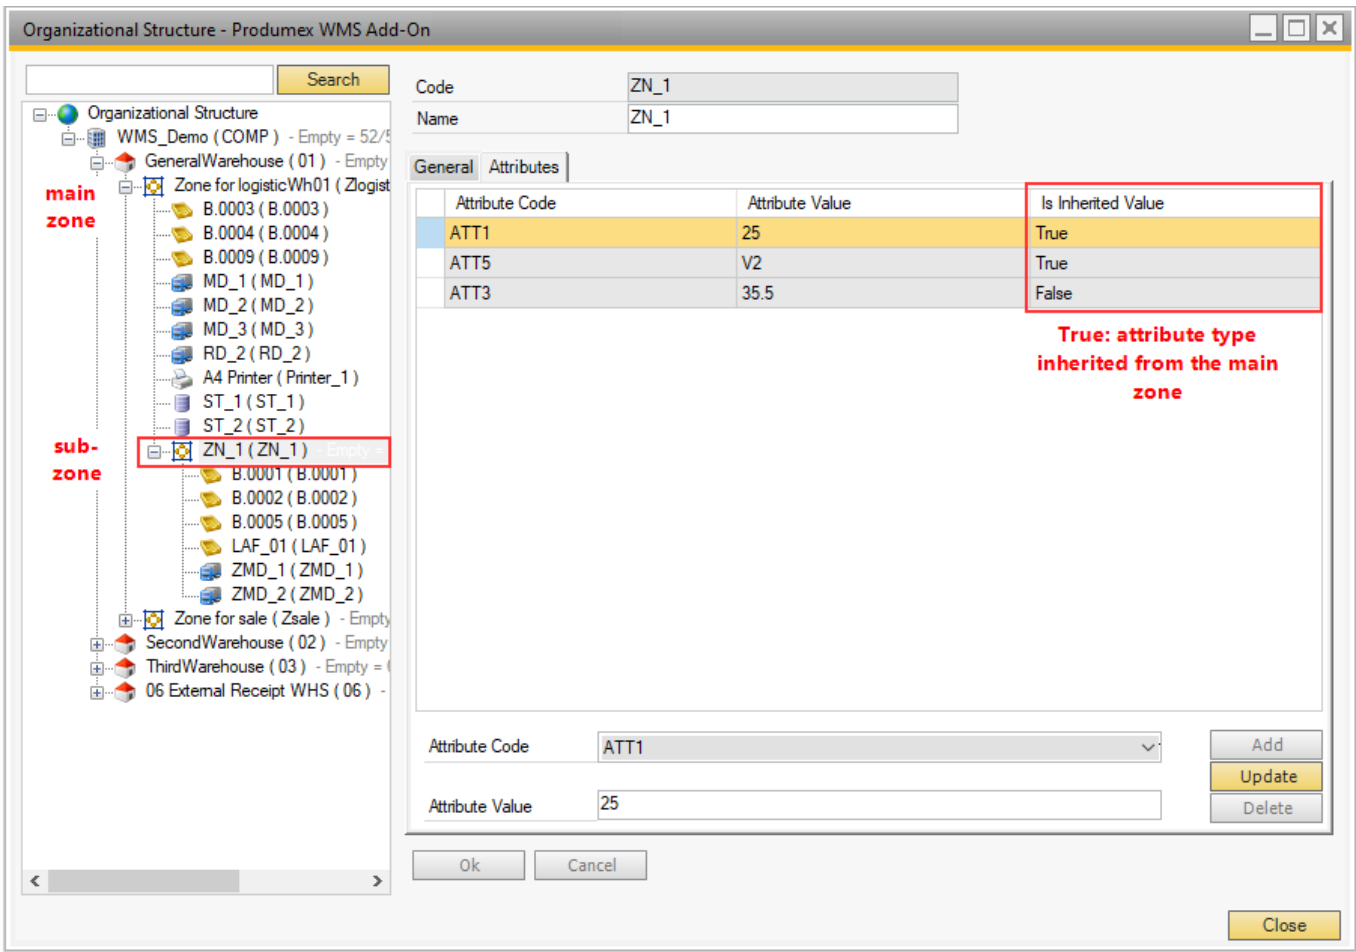 Organizational Structure - Produmex WMS Add-On
Search
Organizational Structure
WMS_Demo ( COMP ) - Empty = 52/5
GeneralWarehouse ( 01 ) - Empty
main zone
Zone for logisticWh01 ( Zlogist
B.0003 ( B.0003 )
B.0004 ( B.0004 )
B.0009 ( B.0009 )
MD_1 ( MD_1 )
MD_2 ( MD_2 )
MD_3 ( MD_3 )
RD_2 ( RD_2 )
A4 Printer ( Printer_1 )
ST_1 ( ST_1 )
ST_2 ( ST_2 )
sub-
zone
ZN_1 ( ZN_1 ) - Empty =
B.0001 ( B.0001 )
B.0002 ( B.0002 )
B.0005 ( B.0005 )
LAF_01 ( LAF_01 )
ZMD_1 ( ZMD_1 )
ZMD_2 ( ZMD_2 )
Zone for sale ( Zsale ) - Empty
SecondWarehouse ( 02 ) - Empty
ThirdWarehouse ( 03 ) - Empty =
06 External Receipt WHS ( 06 ) -
Code ZN_1
Name ZN_1
General Attributes
Attribute Code Attribute Value Is Inherited Value
ATT1 25 True
ATT5 V2 True
ATT3 35.5 False
True: attribute type
inherited from the main
zone
Attribute Code ATT1
Add
Update
Attribute Value 25
Delete
Ok Cancel
Close